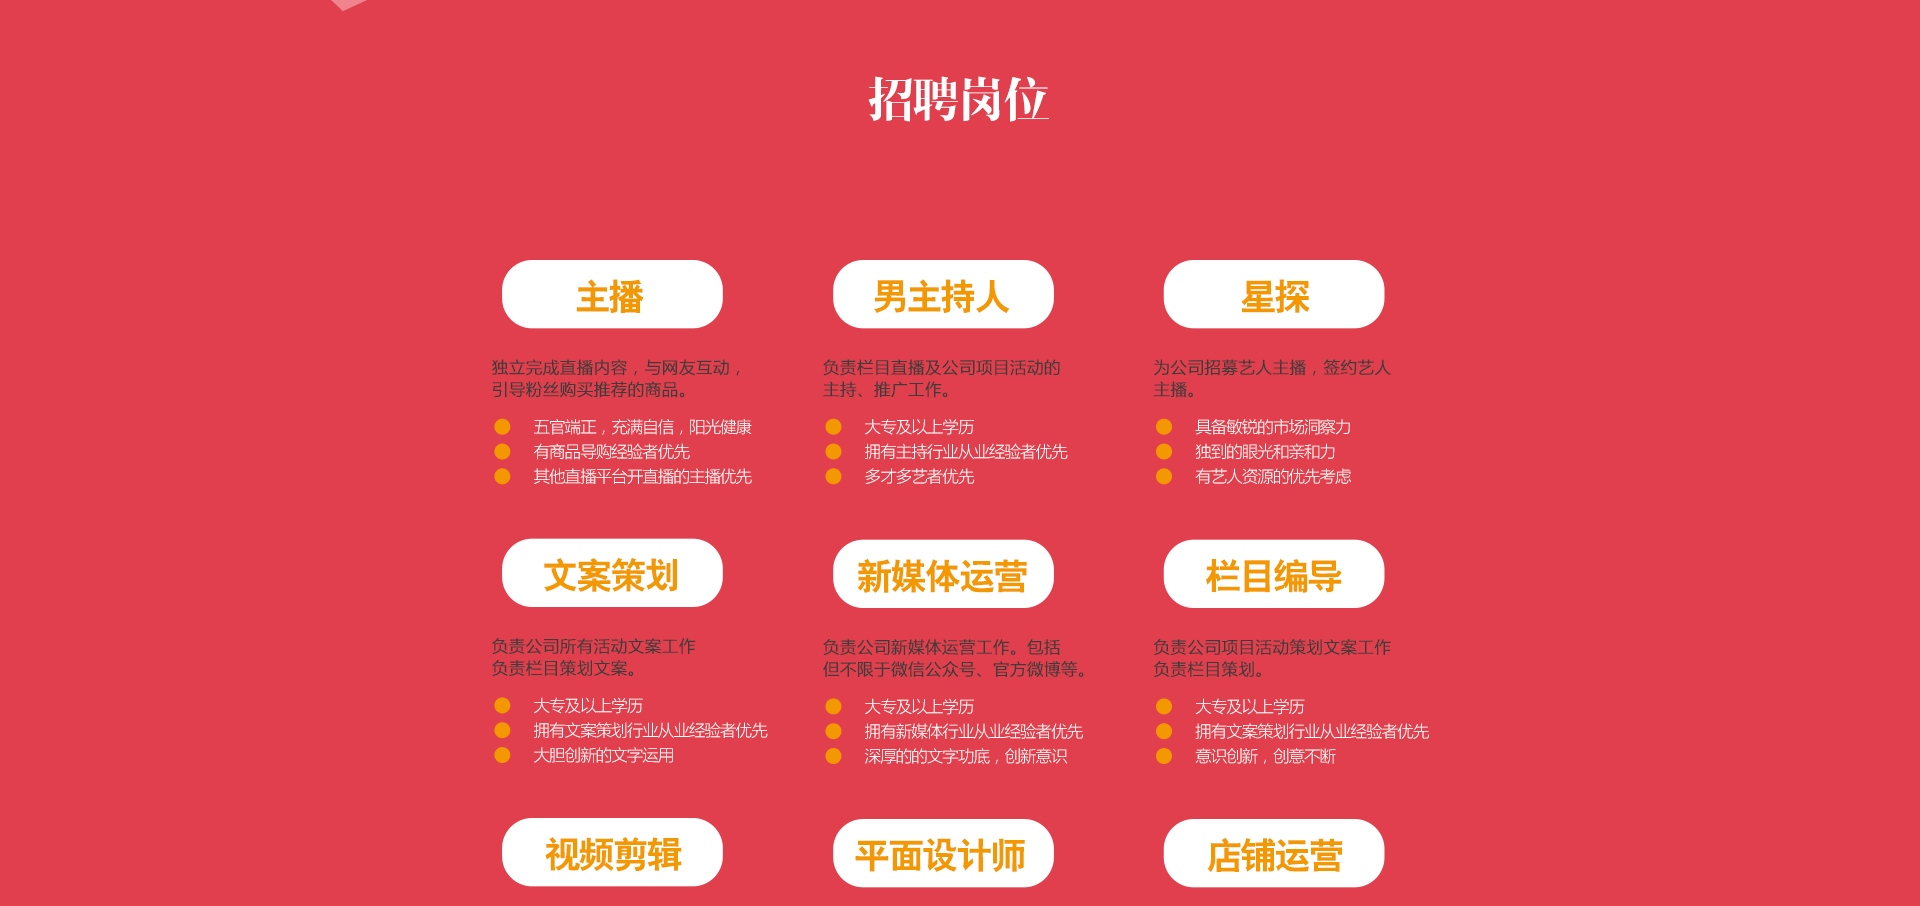 招聘岗位
主播
独立完成直播内容，与网友互动，
引导粉丝购买推荐的商品。
五官端正，充满自信，阳光健康
有商品导购经验者优先
其他直播平台开直播的主播优先
男主持人
负责栏目直播及公司项目活动的
主持、推广工作。
大专及以上学历
拥有主持行业从业经验者优先
多才多艺者优先
星探
为公司招募艺人主播，签约艺人
主播。
具备敏锐的市场洞察力
独到的眼光和亲和力
有艺人资源的优先考虑
文案策划
负责公司所有活动文案工作
负责栏目策划文案。
大专及以上学历
拥有文案策划行业从业经验者优先
大胆创新的文字运用
新媒体运营
负责公司新媒体运营工作。包括
但不限于微信公众号、官方微博等。
大专及以上学历
拥有新媒体行业从业经验者优先
深厚的的文字功底，创新意识
栏目编导
负责公司项目活动策划文案工作
负责栏目策划。
大专及以上学历
拥有文案策划行业从业经验者优先
意识创新，创意不断
视频剪辑
平面设计师
店铺运营